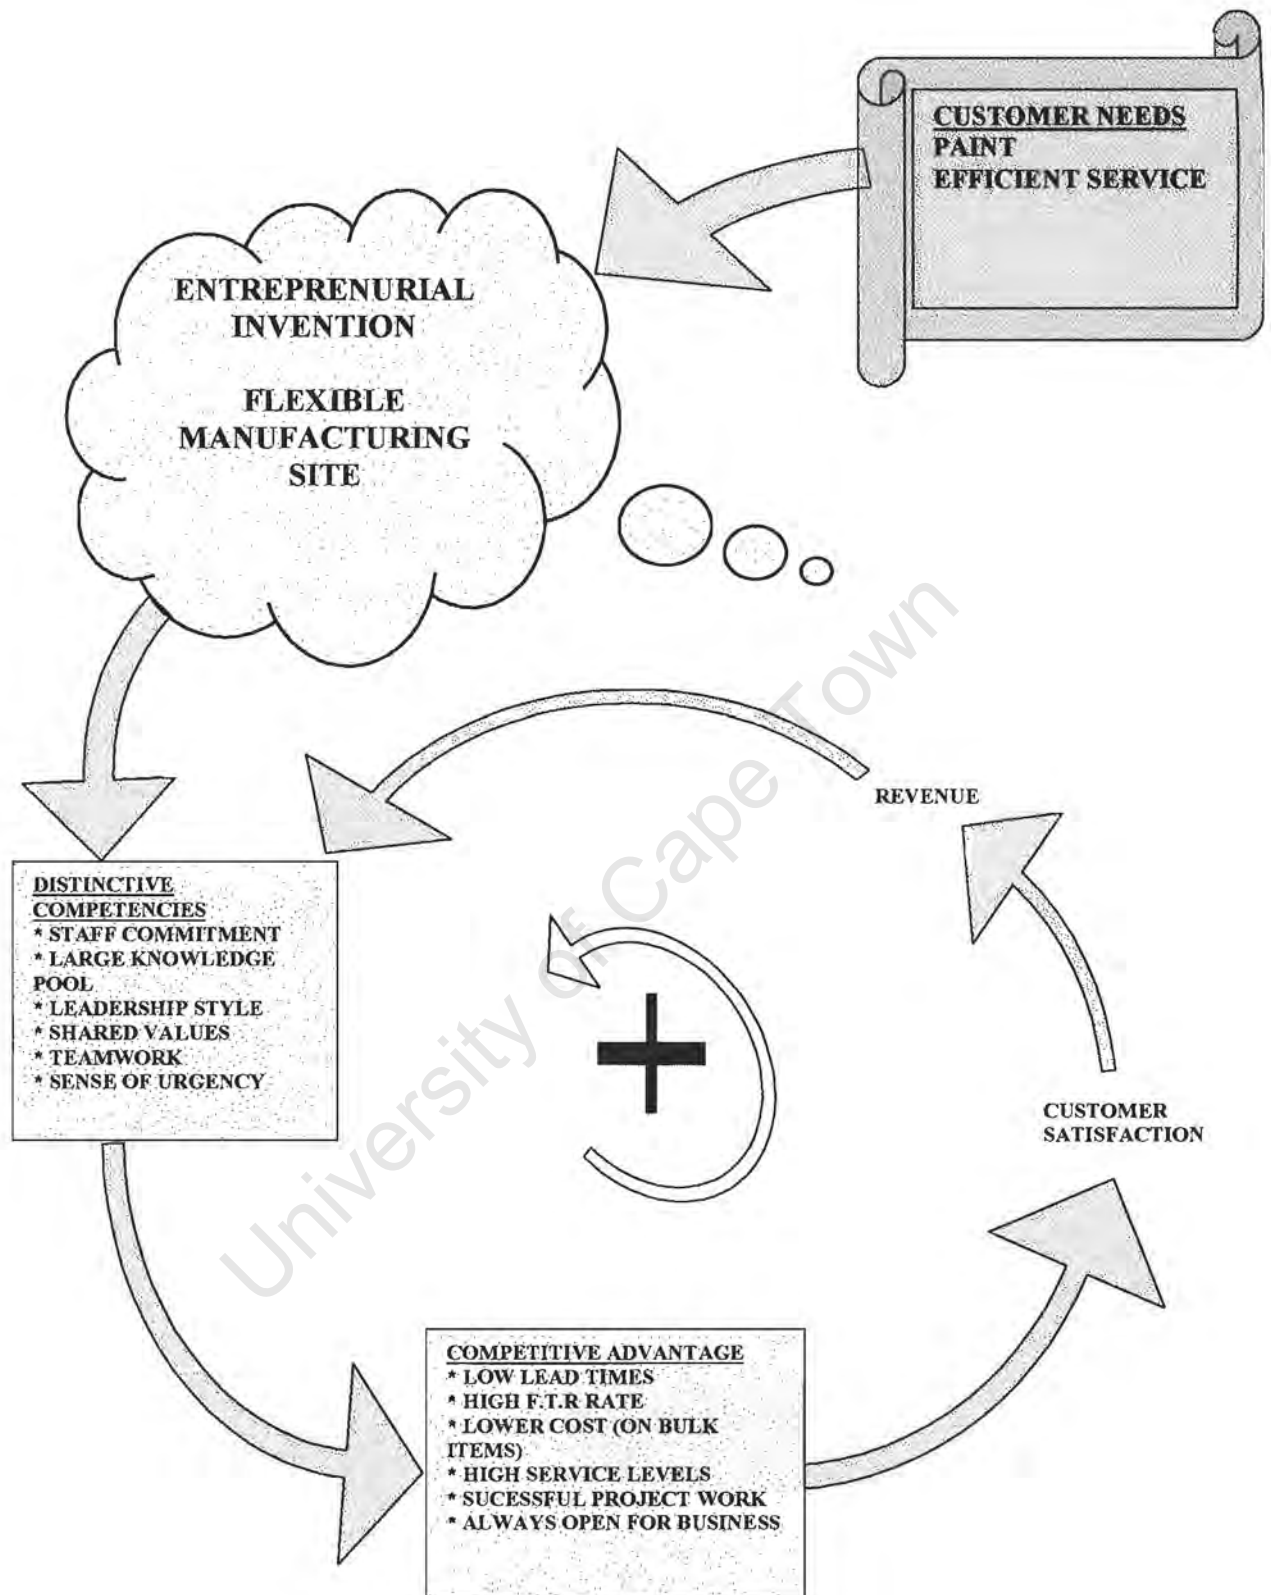 CUSTOMER NEEDS
PAINT
EFFICIENT SERVICE
ENTREPRENURIAL
INVENTION
FLEXIBLE
MANUFACTURING
SITE
REVENUE
DISTINCTIVE
COMPETENCIES
* STAFF COMMITMENT
* LARGE KNOWLEDGE
POOL
* LEADERSHIP STYLE
* SHARED VALUES
* TEAMWORK
* SENSE OF URGENCY
CUSTOMER
SATISFACTION
COMPETITIVE ADVANTAGE
* LOW LEAD TIMES
* HIGH F.T.R RATE
* LOWER COST (ON BULK
ITEMS)
* HIGH SERVICE LEVELS
* SUCESSFUL PROJECT WORK
* ALWAYS OPEN FOR BUSINESS
University of Cape Town